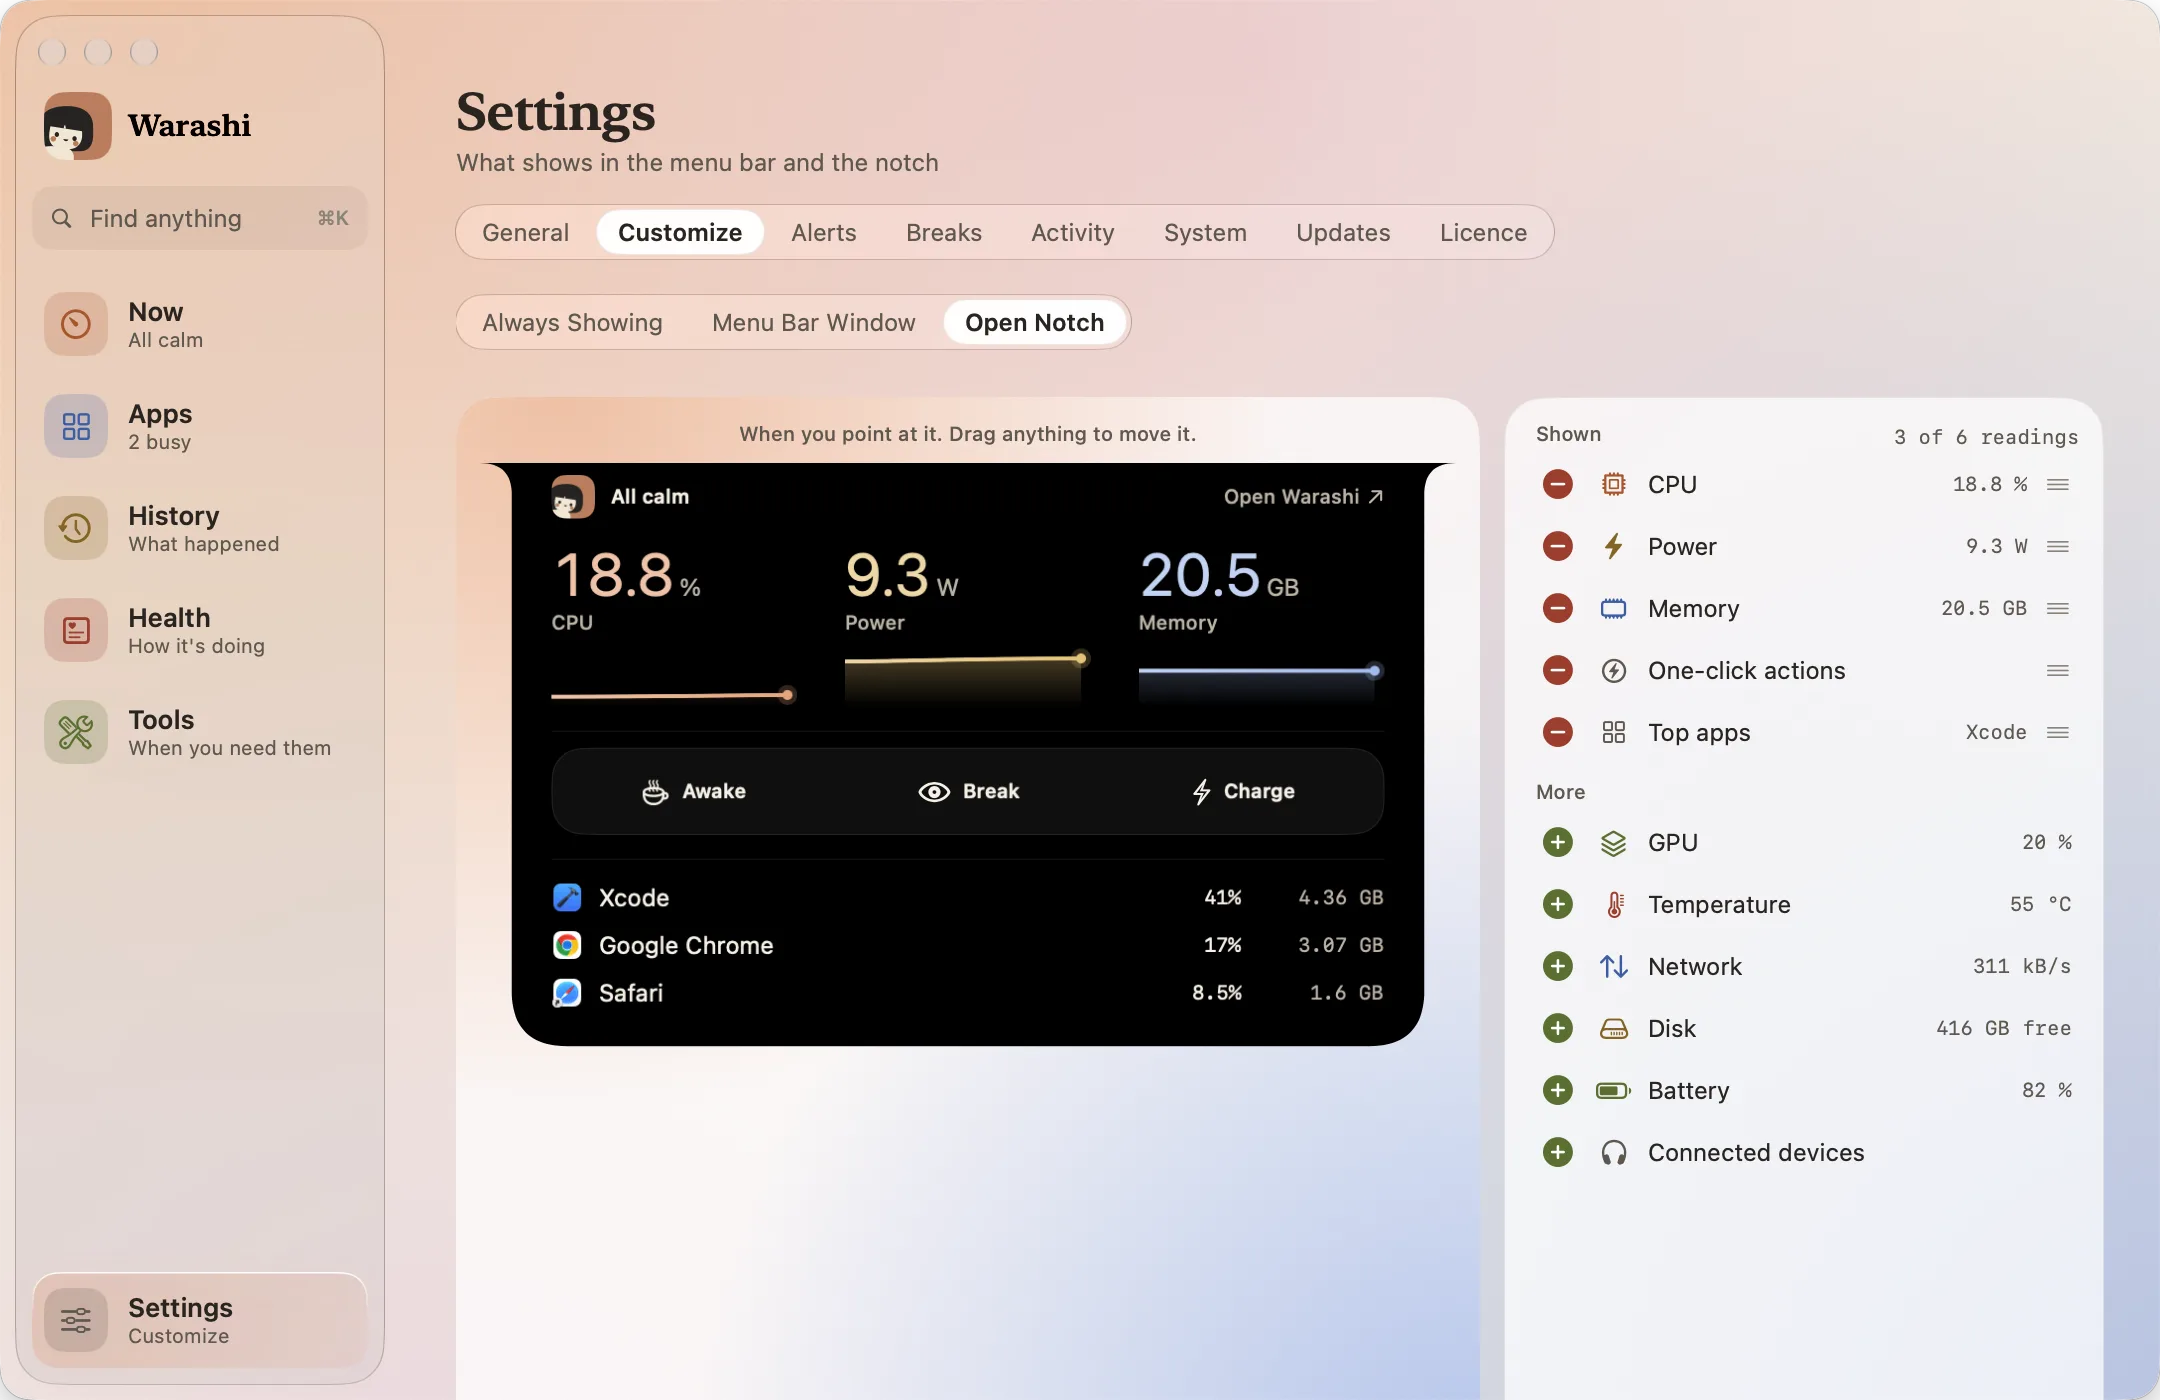 Warashi
Find anything ⌘K
Now
All calm
Apps
2 busy
History
What happened
Health
How it's doing
Tools
When you need them
Settings
Customize
Settings
What shows in the menu bar and the notch
General Customize Alerts Breaks Activity System Updates Licence
Always Showing Menu Bar Window Open Notch
When you point at it. Drag anything to move it.
All calm Open Warashi ↗
18.8 % 9.3 W 20.5 GB
CPU Power Memory
Awake Break Charge
Xcode 41% 4.36 GB
Google Chrome 17% 3.07 GB
Safari 8.5% 1.6 GB
Shown 3 of 6 readings
CPU 18.8 %
Power 9.3 W
Memory 20.5 GB
One-click actions
Top apps Xcode
More
GPU 20 %
Temperature 55 °C
Network 311 kB/s
Disk 416 GB free
Battery 82 %
Connected devices